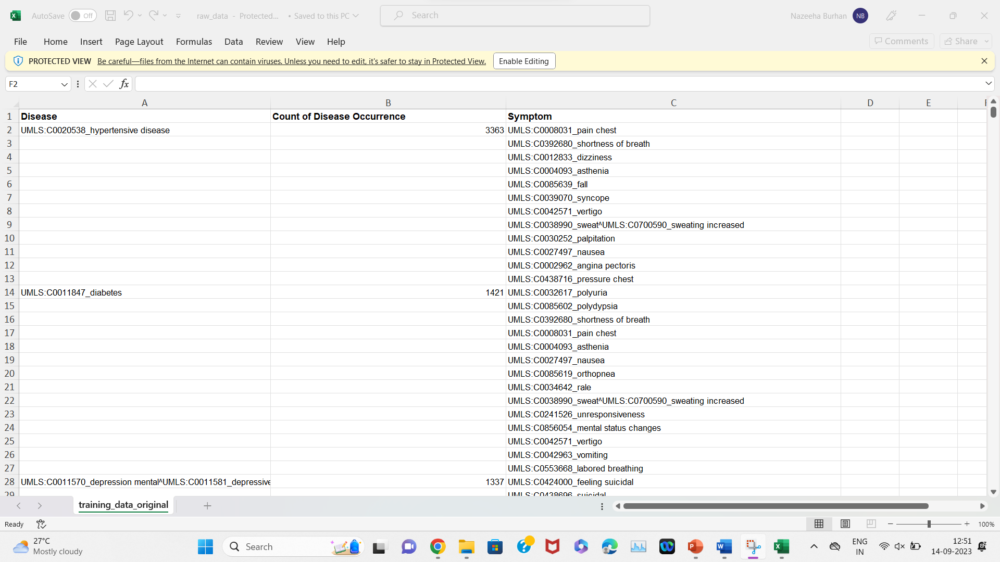 AutoSave Off raw_data - Protected... • Saved to this PC Search Nazeeha Burhan NB
File Home Insert Page Layout Formulas Data Review View Help Comments Share
PROTECTED VIEW Be careful—files from the Internet can contain viruses. Unless you need to edit, it's safer to stay in Protected View. Enable Editing
F2 fx
A B C D E F
1 Disease Count of Disease Occurrence Symptom
2 UMLS:C0020538_hypertensive disease 3363 UMLS:C0008031_pain chest
3 UMLS:C0392680_shortness of breath
4 UMLS:C0012833_dizziness
5 UMLS:C0004093_asthenia
6 UMLS:C0085639_fall
7 UMLS:C0039070_syncope
8 UMLS:C0042571_vertigo
9 UMLS:C0038990_sweat^UMLS:C0700590_sweating increased
10 UMLS:C0030252_palpitation
11 UMLS:C0027497_nausea
12 UMLS:C0002962_angina pectoris
13 UMLS:C0438716_pressure chest
14 UMLS:C0011847_diabetes 1421 UMLS:C0032617_polyuria
15 UMLS:C0085602_polydypsia
16 UMLS:C0392680_shortness of breath
17 UMLS:C0008031_pain chest
18 UMLS:C0004093_asthenia
19 UMLS:C0027497_nausea
20 UMLS:C0085619_orthopnea
21 UMLS:C0034642_rale
22 UMLS:C0038990_sweat^UMLS:C0700590_sweating increased
23 UMLS:C0241526_unresponsiveness
24 UMLS:C0856054_mental status changes
25 UMLS:C0042571_vertigo
26 UMLS:C0042963_vomiting
27 UMLS:C0553668_labored breathing
28 UMLS:C0011570_depression mental^UMLS:C0011581_depressive 1337 UMLS:C0424000_feeling suicidal
29 UMLS:C0438696_suicidal
training_data_original
Ready 100%
27°C
Mostly cloudy
Search
ENG
IN
12:51
14-09-2023